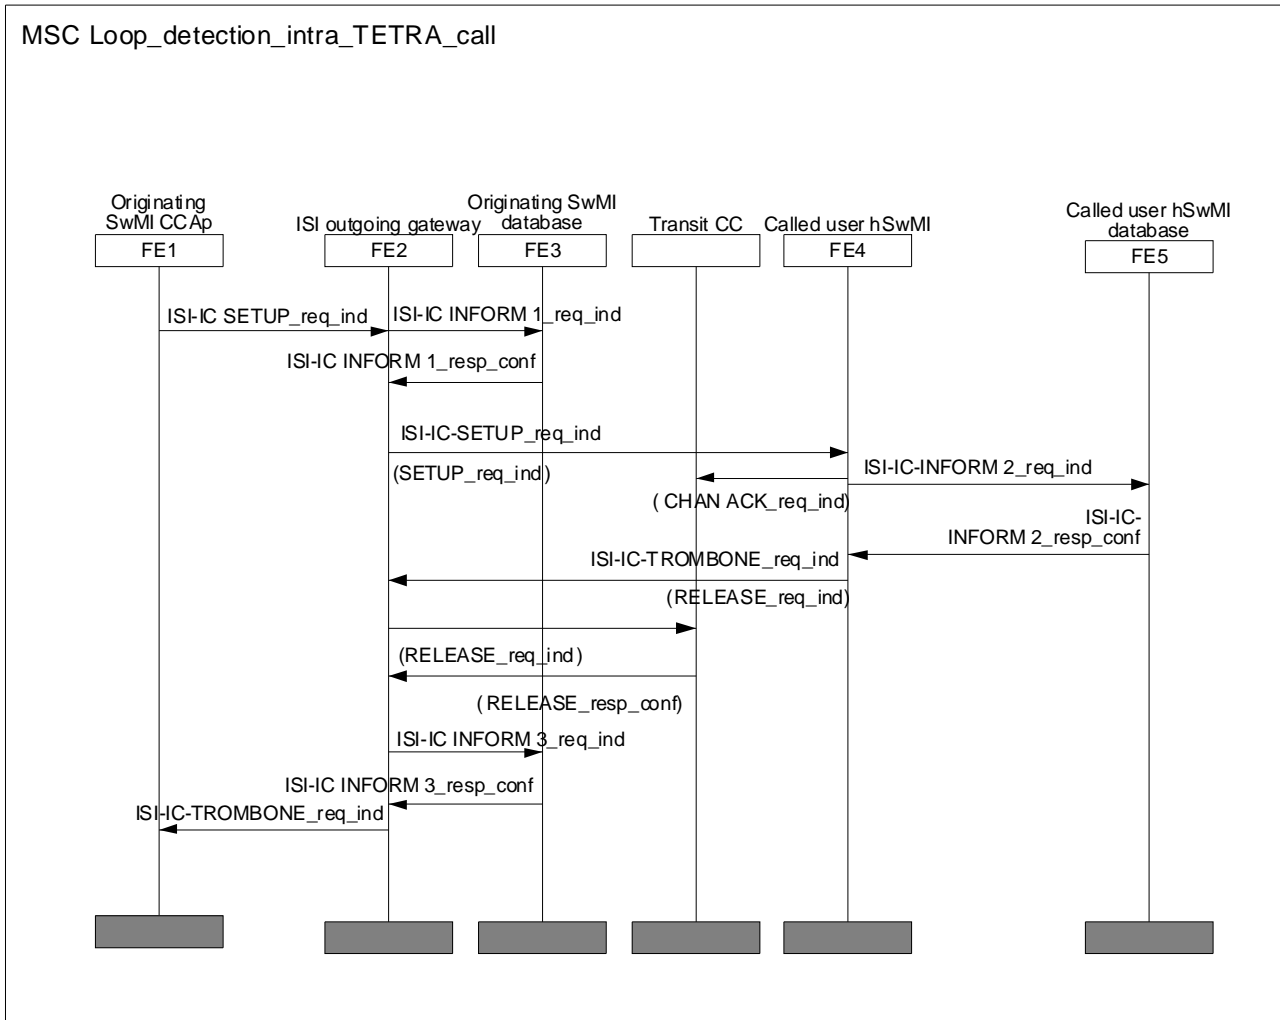 MSC Loop_detection_intra_TETRA_call
Originating
SwMI CCAp
ISI outgoing gateway
Originating SwMI
database
Transit CC
Called user hSwMI
Called user hSwMI
database
FE1
FE2
FE3
FE4
FE5
ISI-IC SETUP_req_ind
ISI-IC INFORM 1_req_ind
ISI-IC INFORM 1_resp_conf
ISI-IC-SETUP_req_ind
(SETUP_req_ind)
ISI-IC-INFORM 2_req_ind
( CHAN ACK_req_ind)
ISI-IC-
INFORM 2_resp_conf
ISI-IC-TROMBONE_req_ind
(RELEASE_req_ind)
(RELEASE_req_ind)
( RELEASE_resp_conf)
ISI-IC INFORM 3_req_ind
ISI-IC INFORM 3_resp_conf
ISI-IC-TROMBONE_req_ind